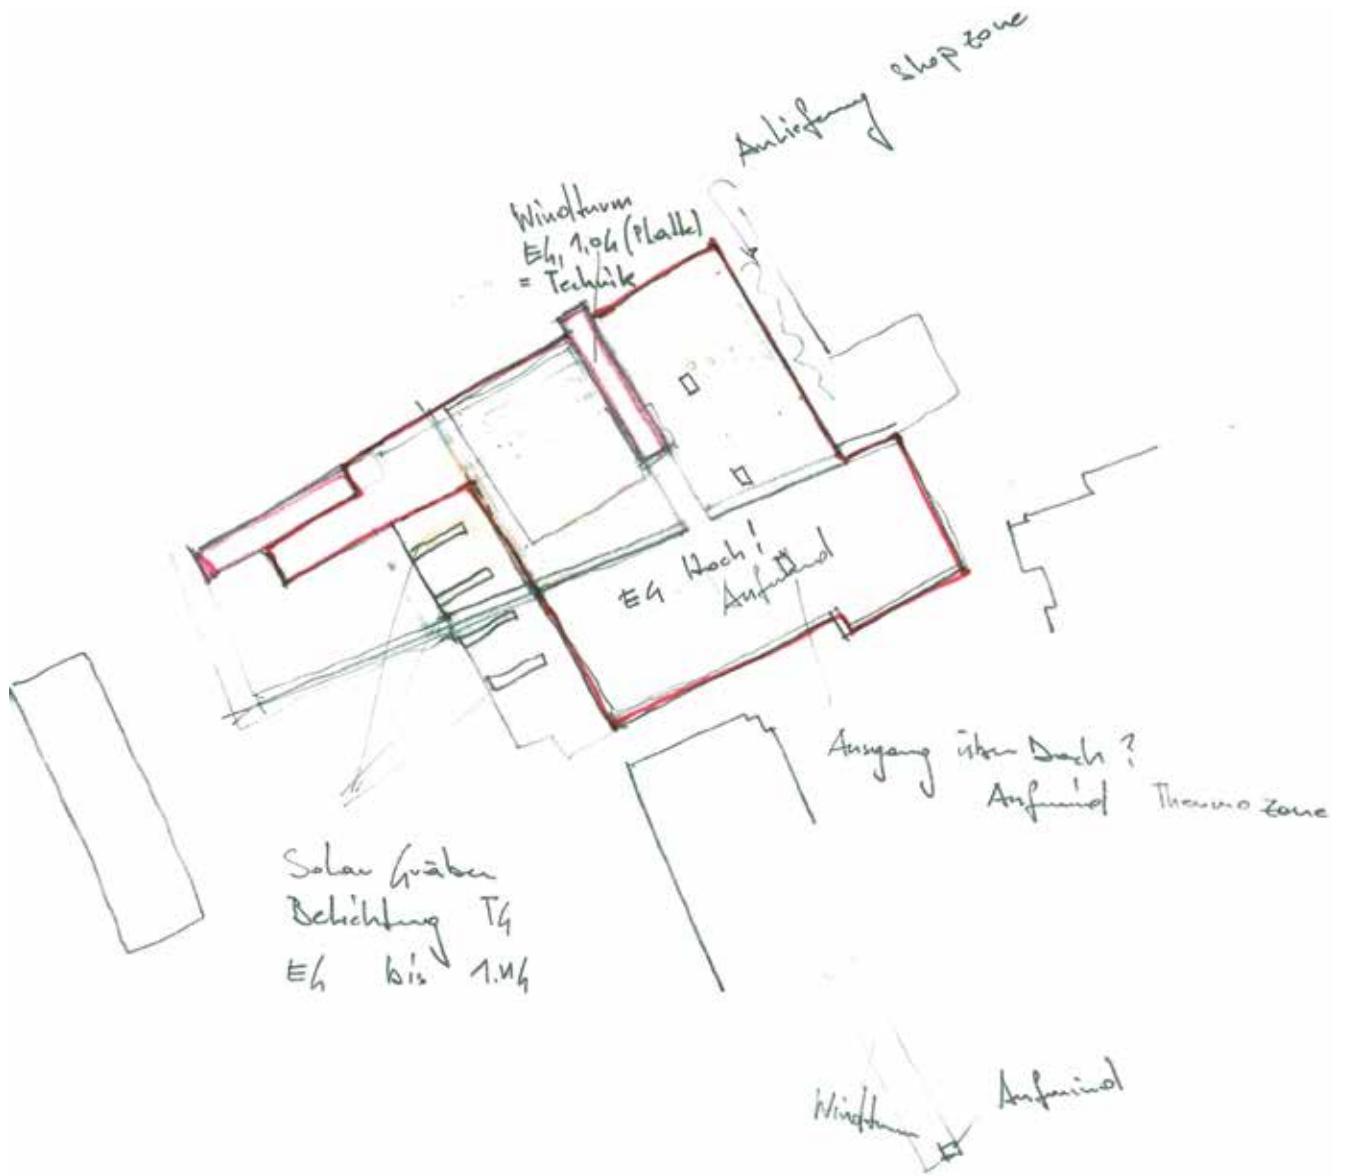 Anlieferung Shopzone
Windturm
EG, 1.OG (Platte)
= Technik
EG Hoch!
Aufwind
Ausgang über Dach?
Aufwind Thermozone
Solar Gräben
Belichtung TG
EG bis 1.UG
Windturm Aufwind